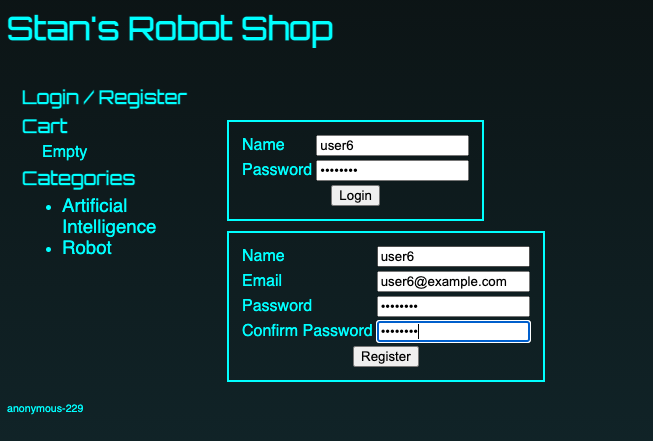 Stan's Robot Shop
Login / Register
Cart
Empty
Categories
Artificial
Intelligence
Robot
Name user6
Password ••••••••
Login
Name user6
Email user6@example.com
Password ••••••••
Confirm Password ••••••••
Register
anonymous-229